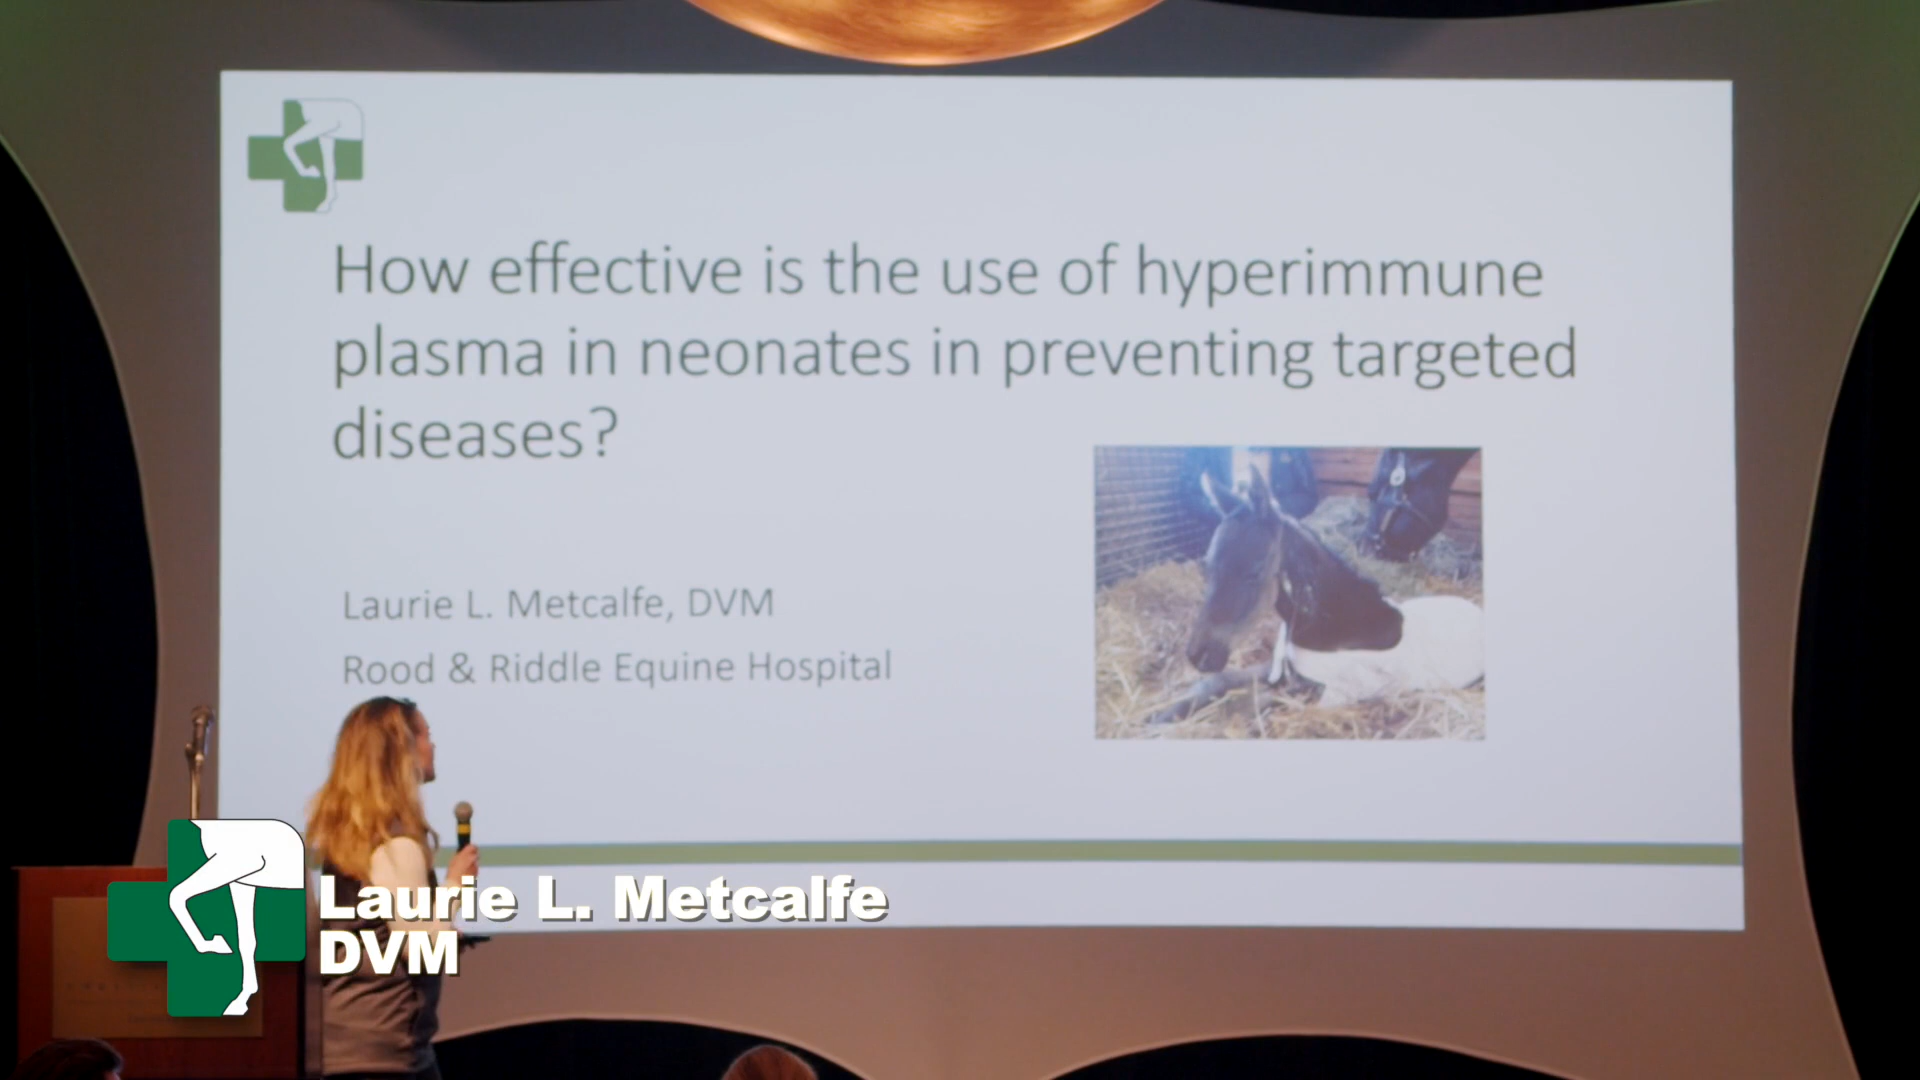 How effective is the use of hyperimmune
plasma in neonates in preventing targeted
diseases?
Laurie L. Metcalfe, DVM
Rood & Riddle Equine Hospital
Laurie L. Metcalfe
DVM